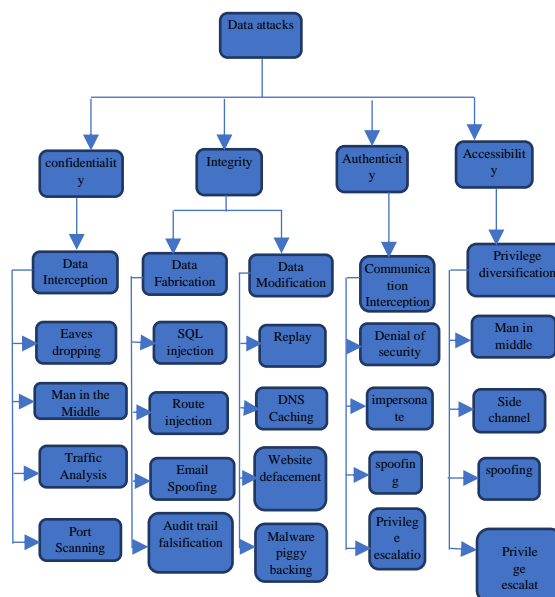 Data attacks
confidentialit
y
Integrity
Authenticit
y
Accessibilit
y
Data
Interception
Data
Fabrication
Data
Modification
Communica
tion
Interception
Privilege
diversification
Eaves
dropping
SQL
injection
Replay
Denial of
security
Man in
middle
Man in the
Middle
Route
injection
DNS
Caching
impersona
te
Side
channel
Traffic
Analysis
Email
Spoofing
Website
defacement
spoofin
g
spoofing
Port
Scanning
Audit trail
falsification
Malware
piggy
backing
Privileg
e
escalatio
Privile
ge
escalat